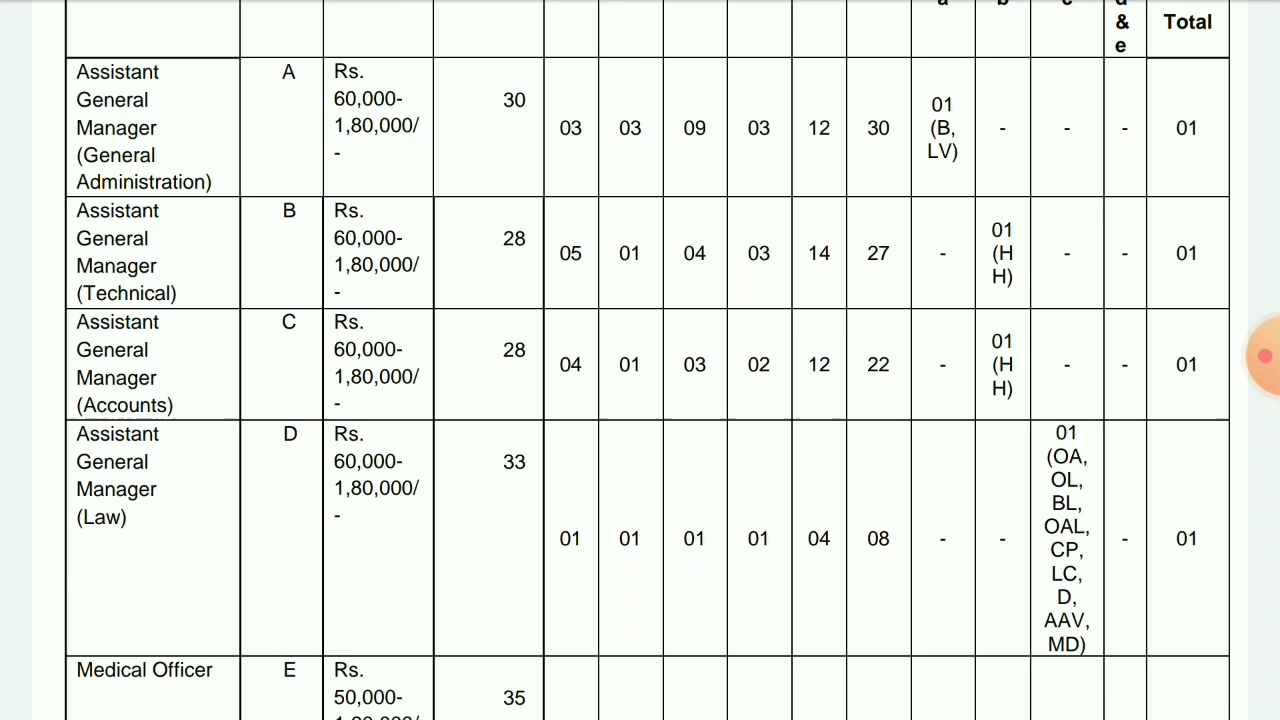 a b c d
&
e
Total
Assistant
General
Manager
(General
Administration)
A
Rs.
60,000-
1,80,000/
-
30
03
03
09
03
12
30
01
(B,
LV)
-
-
-
01
Assistant
General
Manager
(Technical)
B
Rs.
60,000-
1,80,000/
-
28
05
01
04
03
14
27
-
01
(H
H)
-
-
01
Assistant
General
Manager
(Accounts)
C
Rs.
60,000-
1,80,000/
-
28
04
01
03
02
12
22
-
01
(H
H)
-
-
01
Assistant
General
Manager
(Law)
D
Rs.
60,000-
1,80,000/
-
33
01
01
01
01
04
08
-
-
01
(OA,
OL,
BL,
OAL,
CP,
LC,
D,
AAV,
MD)
-
01
Medical Officer
E
Rs.
50,000-
35